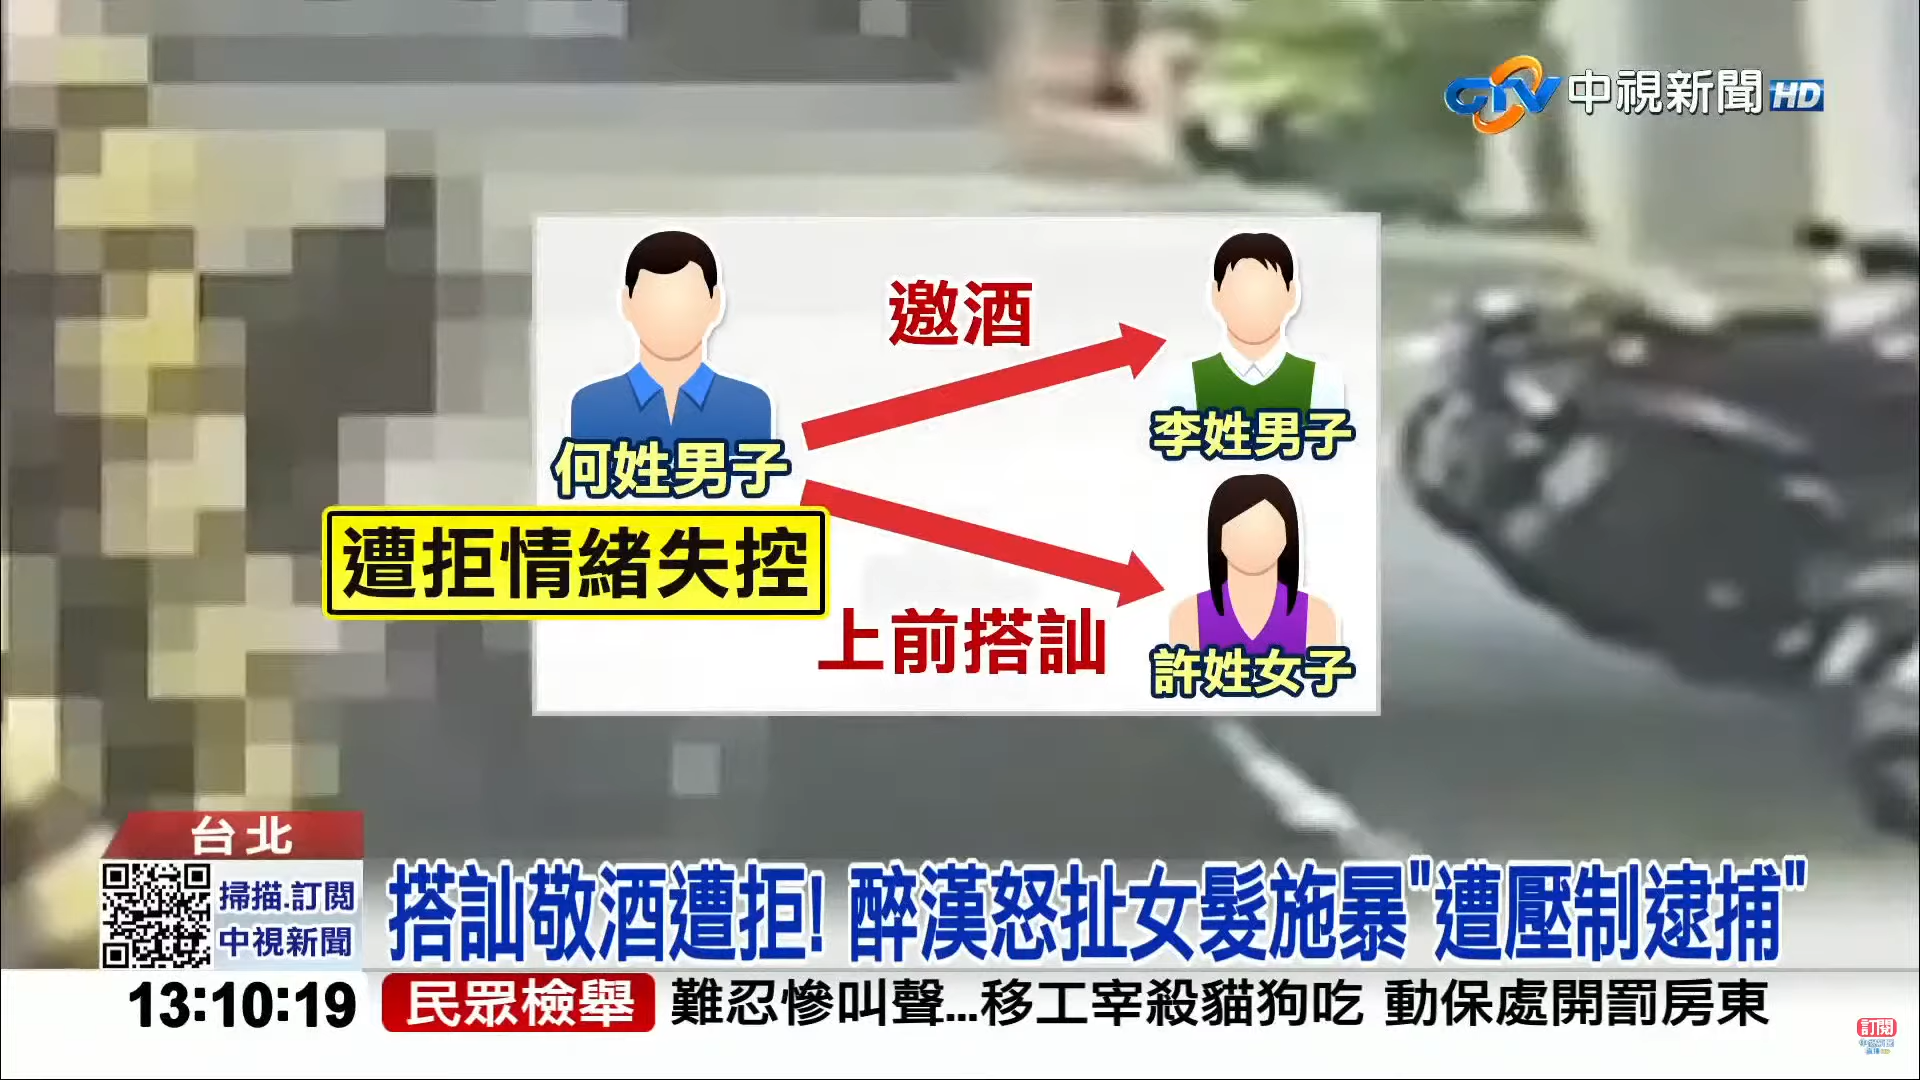 CTV 中視新聞 HD
邀酒
何姓男子
李姓男子
遭拒情緒失控
上前搭訕
許姓女子
台北
掃描.訂閱
中視新聞
搭訕敬酒遭拒! 醉漢怒扯女髮施暴"遭壓制逮捕"
13:10:19 民眾檢舉 難忍慘叫聲...移工宰殺貓狗吃 動保處開罰房東
訂閱